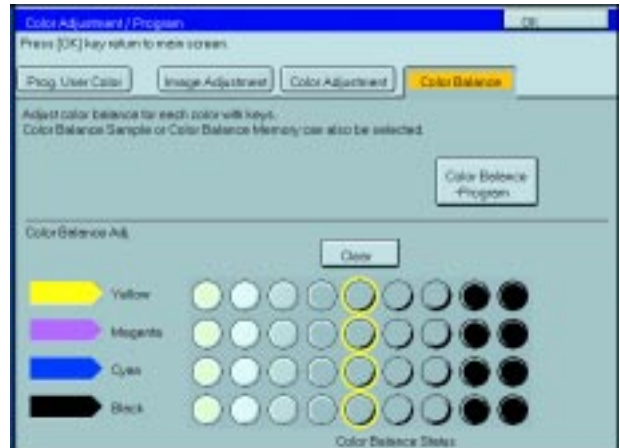 Color Adjustment / Program
OK
Press [OK] key return to main screen.
Prog. User Color
Image Adjustment
Color Adjustment
Color Balance
Adjust color balance for each color with keys.
Color Balance Sample or Color Balance Memory can also be selected.
Color Balance
-Program
Color Balance Adj.
Clear
Yellow
Magenta
Cyan
Black
Color Balance Status